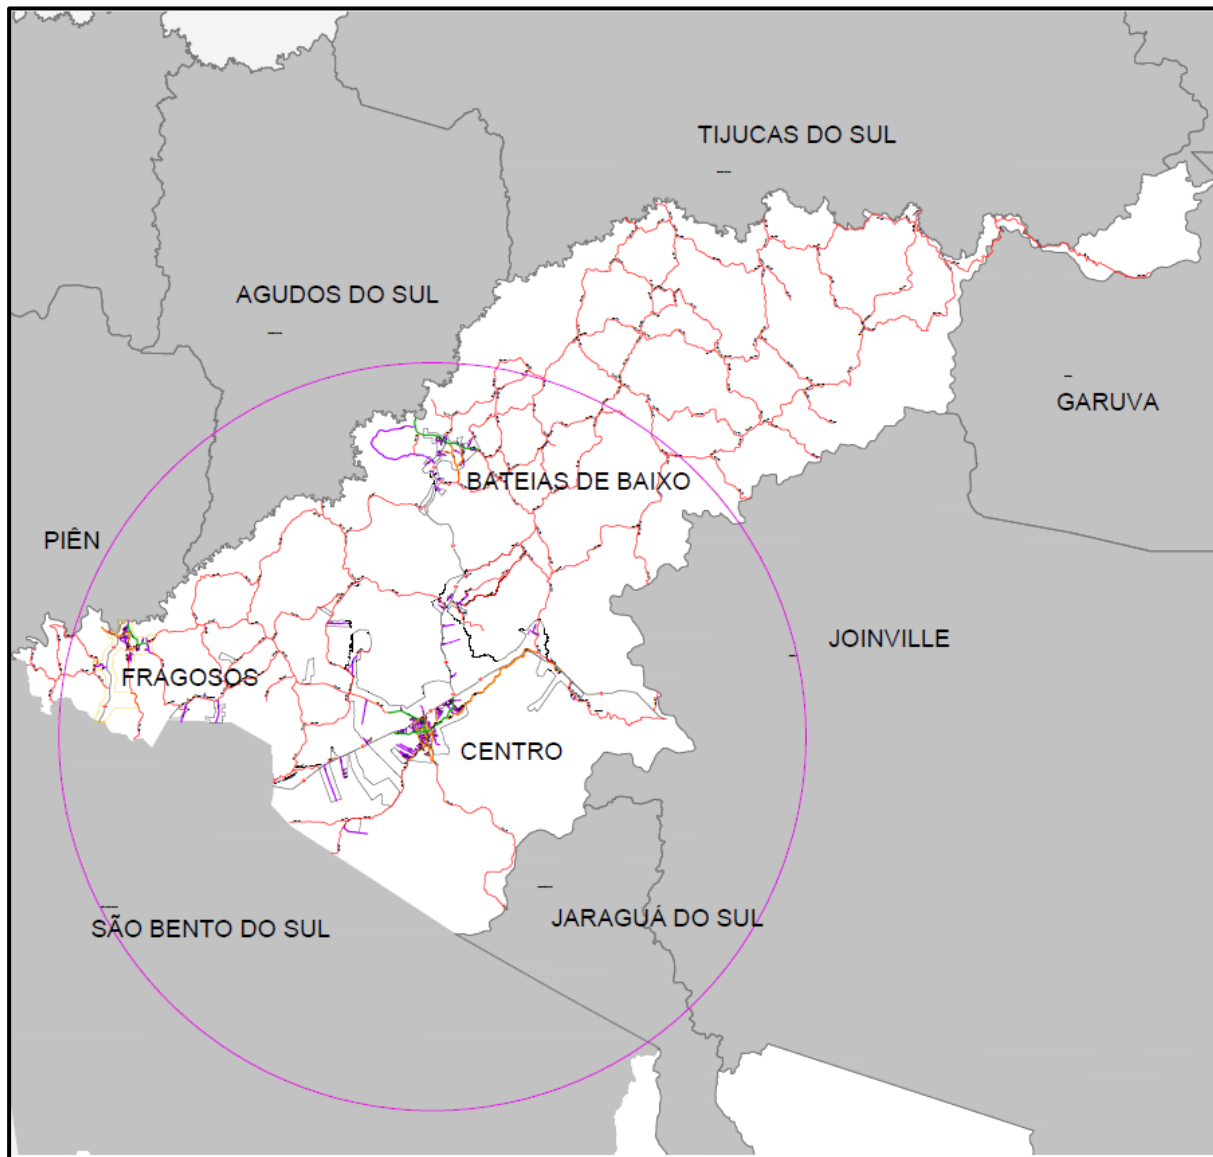 TIJUCAS DO SUL
AGUDOS DO SUL
GARUVA
BATEIAS DE BAIXO
PIÊN
JOINVILLE
FRAGOSOS
CENTRO
SÃO BENTO DO SUL
JARAGUÁ DO SUL